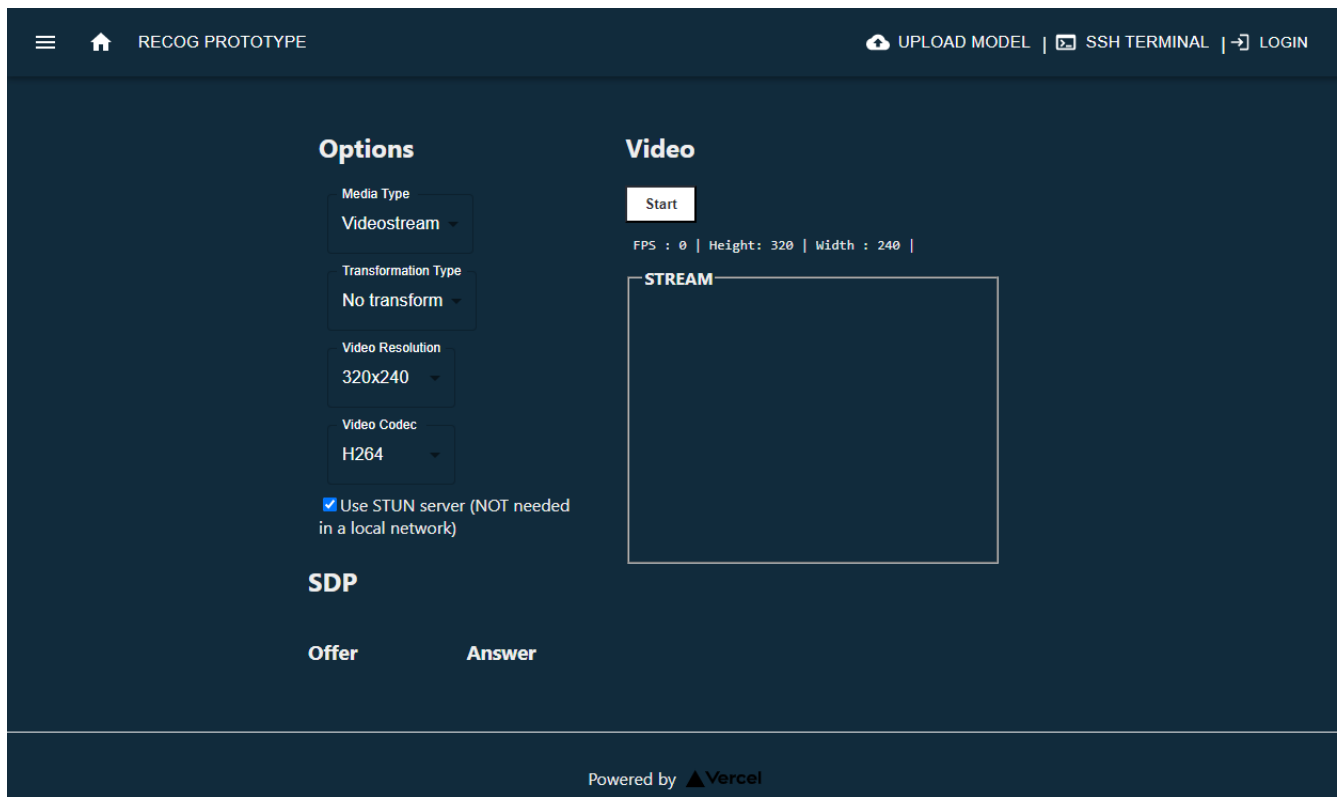 RECOG PROTOTYPE
UPLOAD MODEL | SSH TERMINAL | LOGIN
Options
Media Type
Videostream
Transformation Type
No transform
Video Resolution
320x240
Video Codec
H264
Use STUN server (NOT needed
in a local network)
Video
Start
FPS : 0 | Height: 320 | Width : 240 |
STREAM
SDP
Offer
Answer
Powered by Vercel